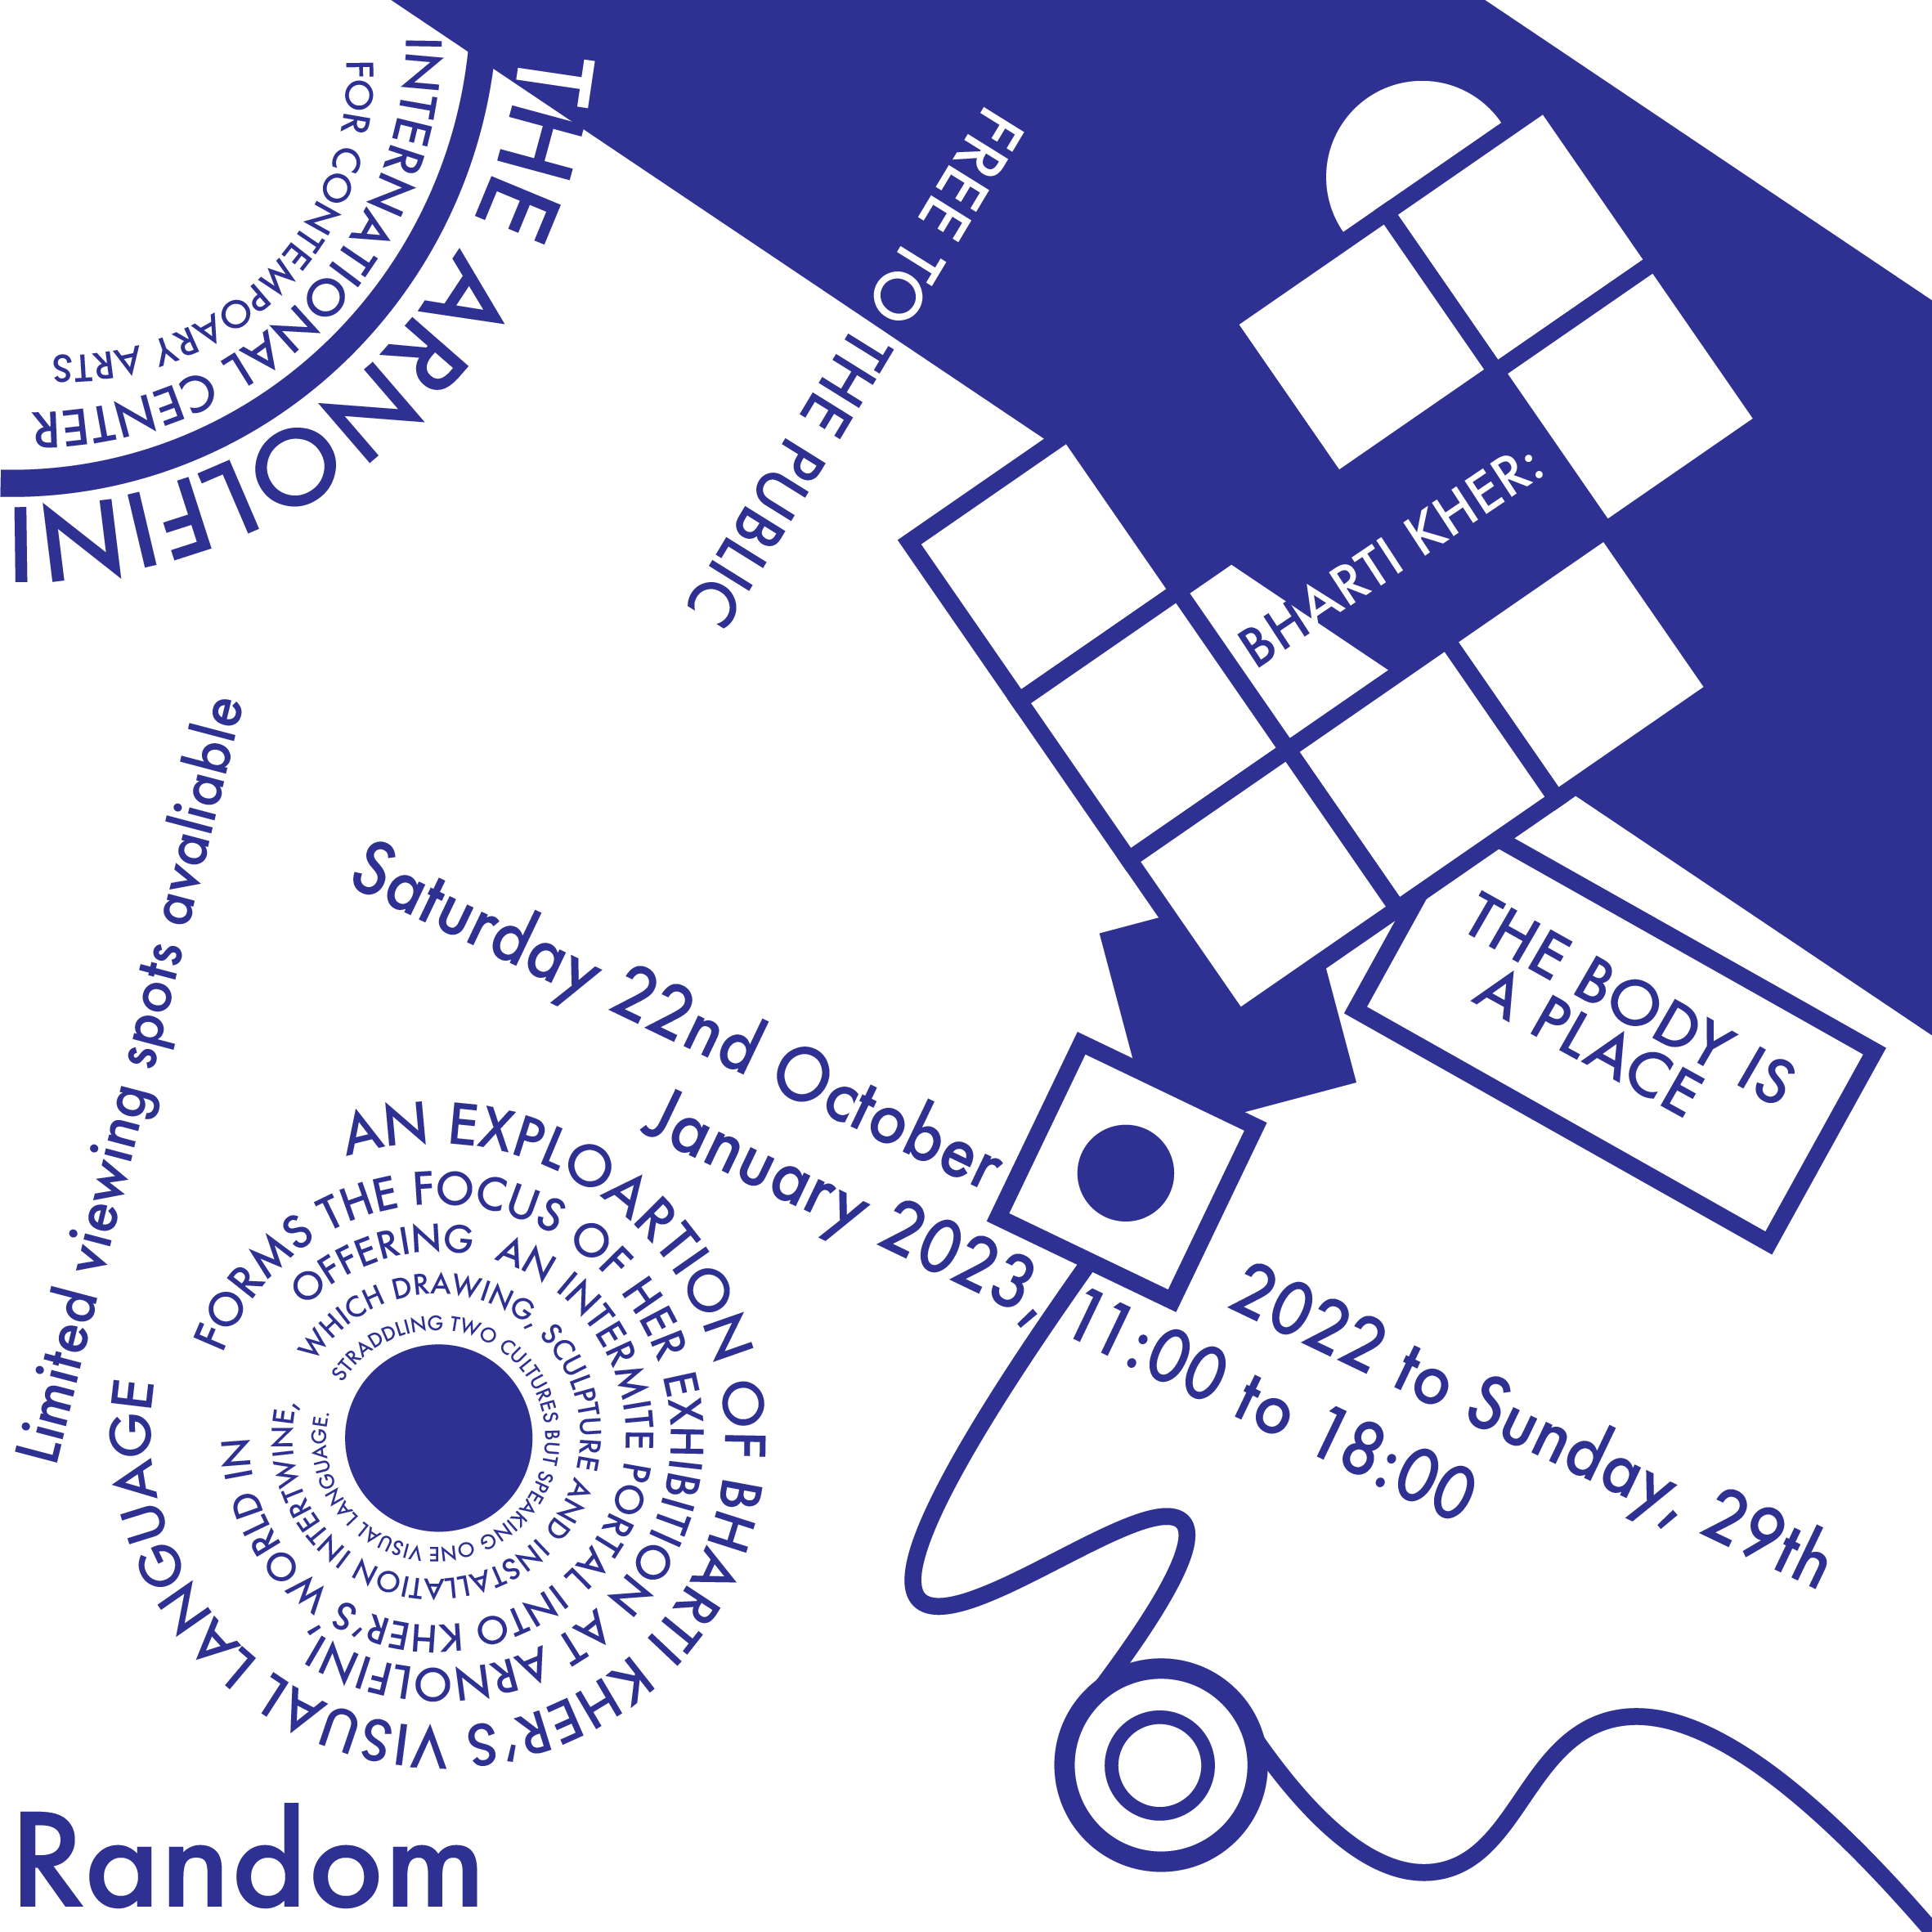 THE ARNOLFINI
INTERNATIONAL CENTER
FOR CONTEMPORARY ARTS
FREE TO THE PUBLIC
BHARTI KHER:
THE BODY IS
A PLACE
Limited viewing spots avaliable
Saturday 22nd October, 2022 to Sunday, 29th
January 2023, 11:00 to 18:00
AN EXPLOARTION OF BHARTI KHER'S VISUAL LANGUAGE
FORMS THE FOCUS OF HER EXHIBITION AT ARNOLFINI,
OFFERING AN INTERMITE PORTAL INTO KHER'S WORLD IN
WHICH DRAWING, SCULPTURE AND INSTALLATION INTERTWINE,
STRADDLING TWO CULTURES BUT SPEAKING ONE VISUAL LANGUAGE.
Random